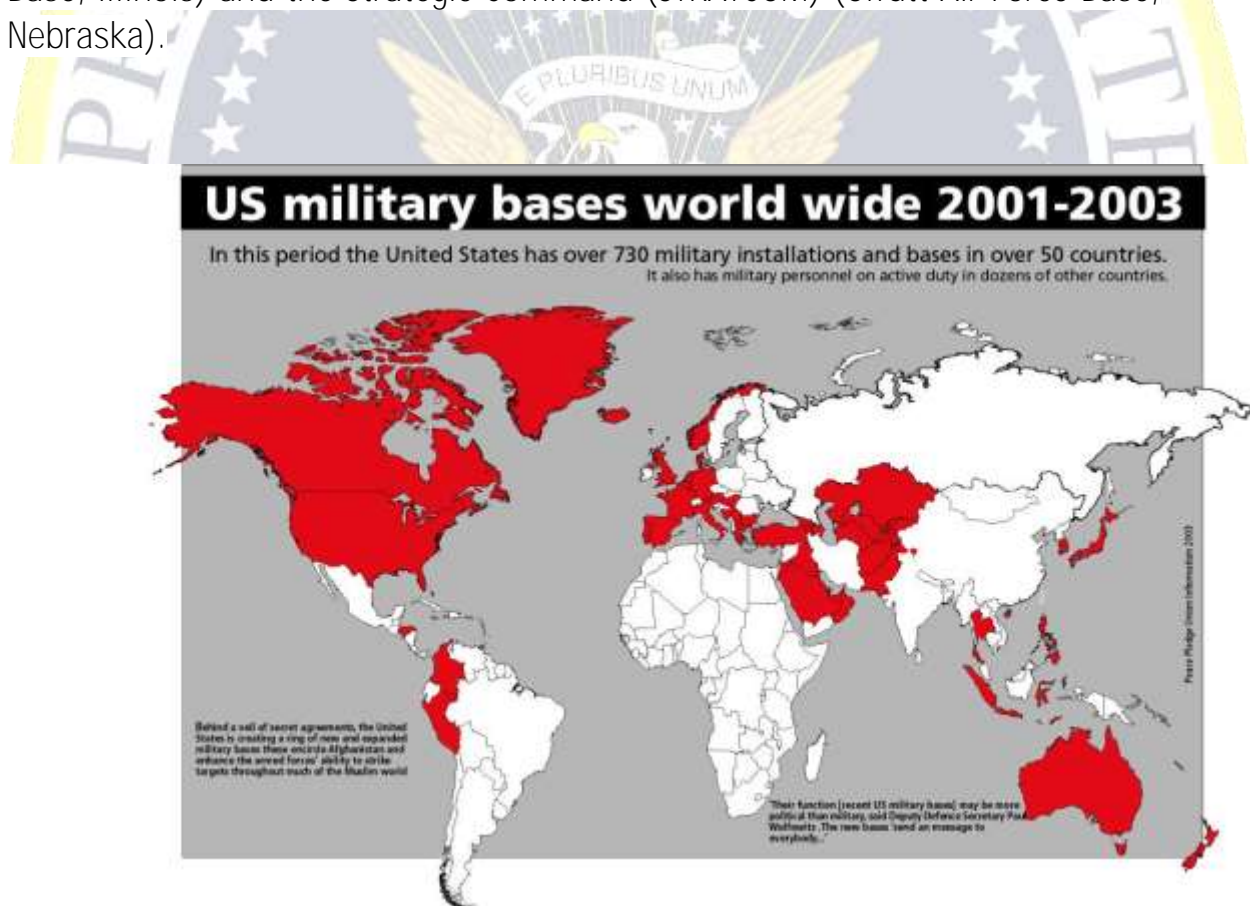 Base, Illinois) and the Strategic Command (STRATCOM) (Offutt Air Force Base,
Nebraska).
E PLURIBUS UNUM
US military bases world wide 2001-2003
In this period the United States has over 730 military installations and bases in over 50 countries.
It also has military personnel on active duty in dozens of other countries.
Behind a veil of secret agreements, the United
States is creating a ring of new and expanded
military bases these encircle Afghanistan and
enhance the armed forces' ability to strike
targets throughout much of the Muslim world
'Their function [recent US military bases] may be more
political than military, said Deputy Defence Secretary Paul
Wolfowitz .The new bases 'send an message to
everybody...'
Peace Pledge Union Information 2003